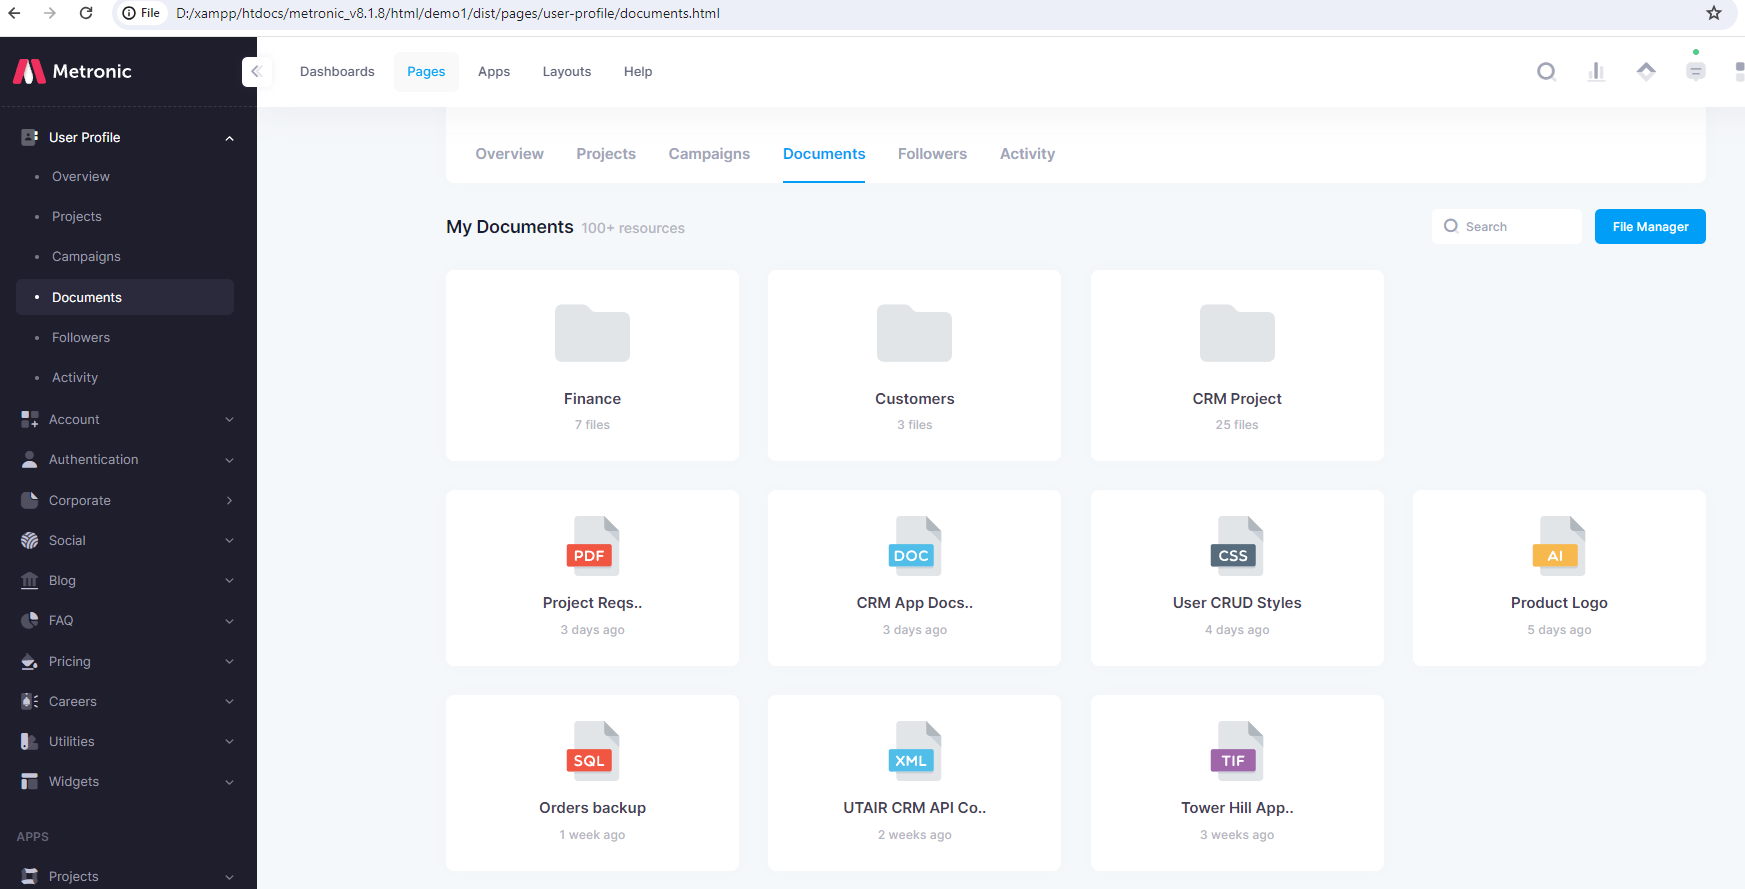 File D:/xampp/htdocs/metronic_v8.1.8/html/demo1/dist/pages/user-profile/documents.html
Metronic
Dashboards Pages Apps Layouts Help
User Profile
Overview
Projects
Campaigns
Documents
Followers
Activity
Account
Authentication
Corporate
Social
Blog
FAQ
Pricing
Careers
Utilities
Widgets
APPS
Projects
Overview Projects Campaigns Documents Followers Activity
My Documents 100+ resources
Search File Manager
Finance
7 files
Customers
3 files
CRM Project
25 files
PDF
Project Reqs..
3 days ago
DOC
CRM App Docs..
3 days ago
CSS
User CRUD Styles
4 days ago
AI
Product Logo
5 days ago
SQL
Orders backup
1 week ago
XML
UTAIR CRM API Co..
2 weeks ago
TIF
Tower Hill App..
3 weeks ago